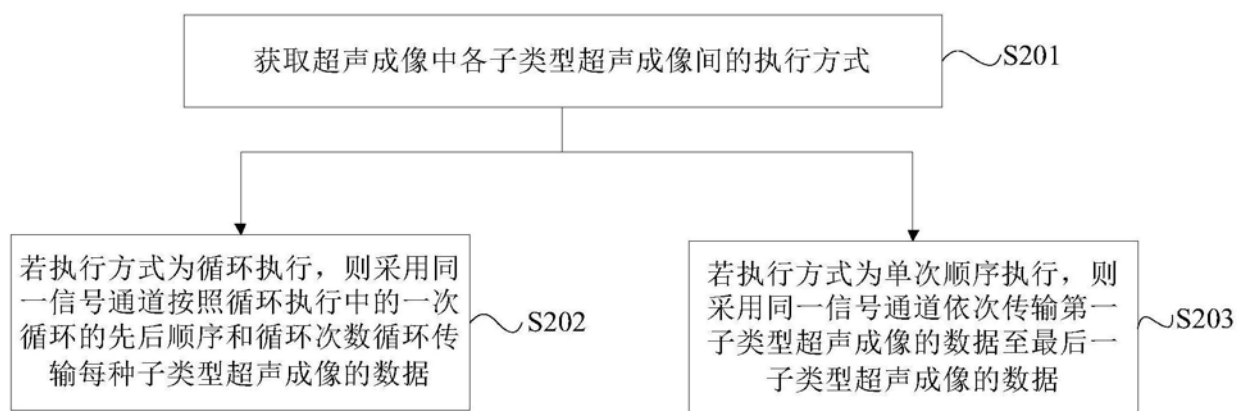 获取超声成像中各子类型超声成像间的执行方式
S201
若执行方式为循环执行，则采用同
一信号通道按照循环执行中的一次
循环的先后顺序和循环次数循环传
输每种子类型超声成像的数据
S202
若执行方式为单次顺序执行，则
采用同一信号通道依次传输第一
子类型超声成像的数据至最后一
子类型超声成像的数据
S203